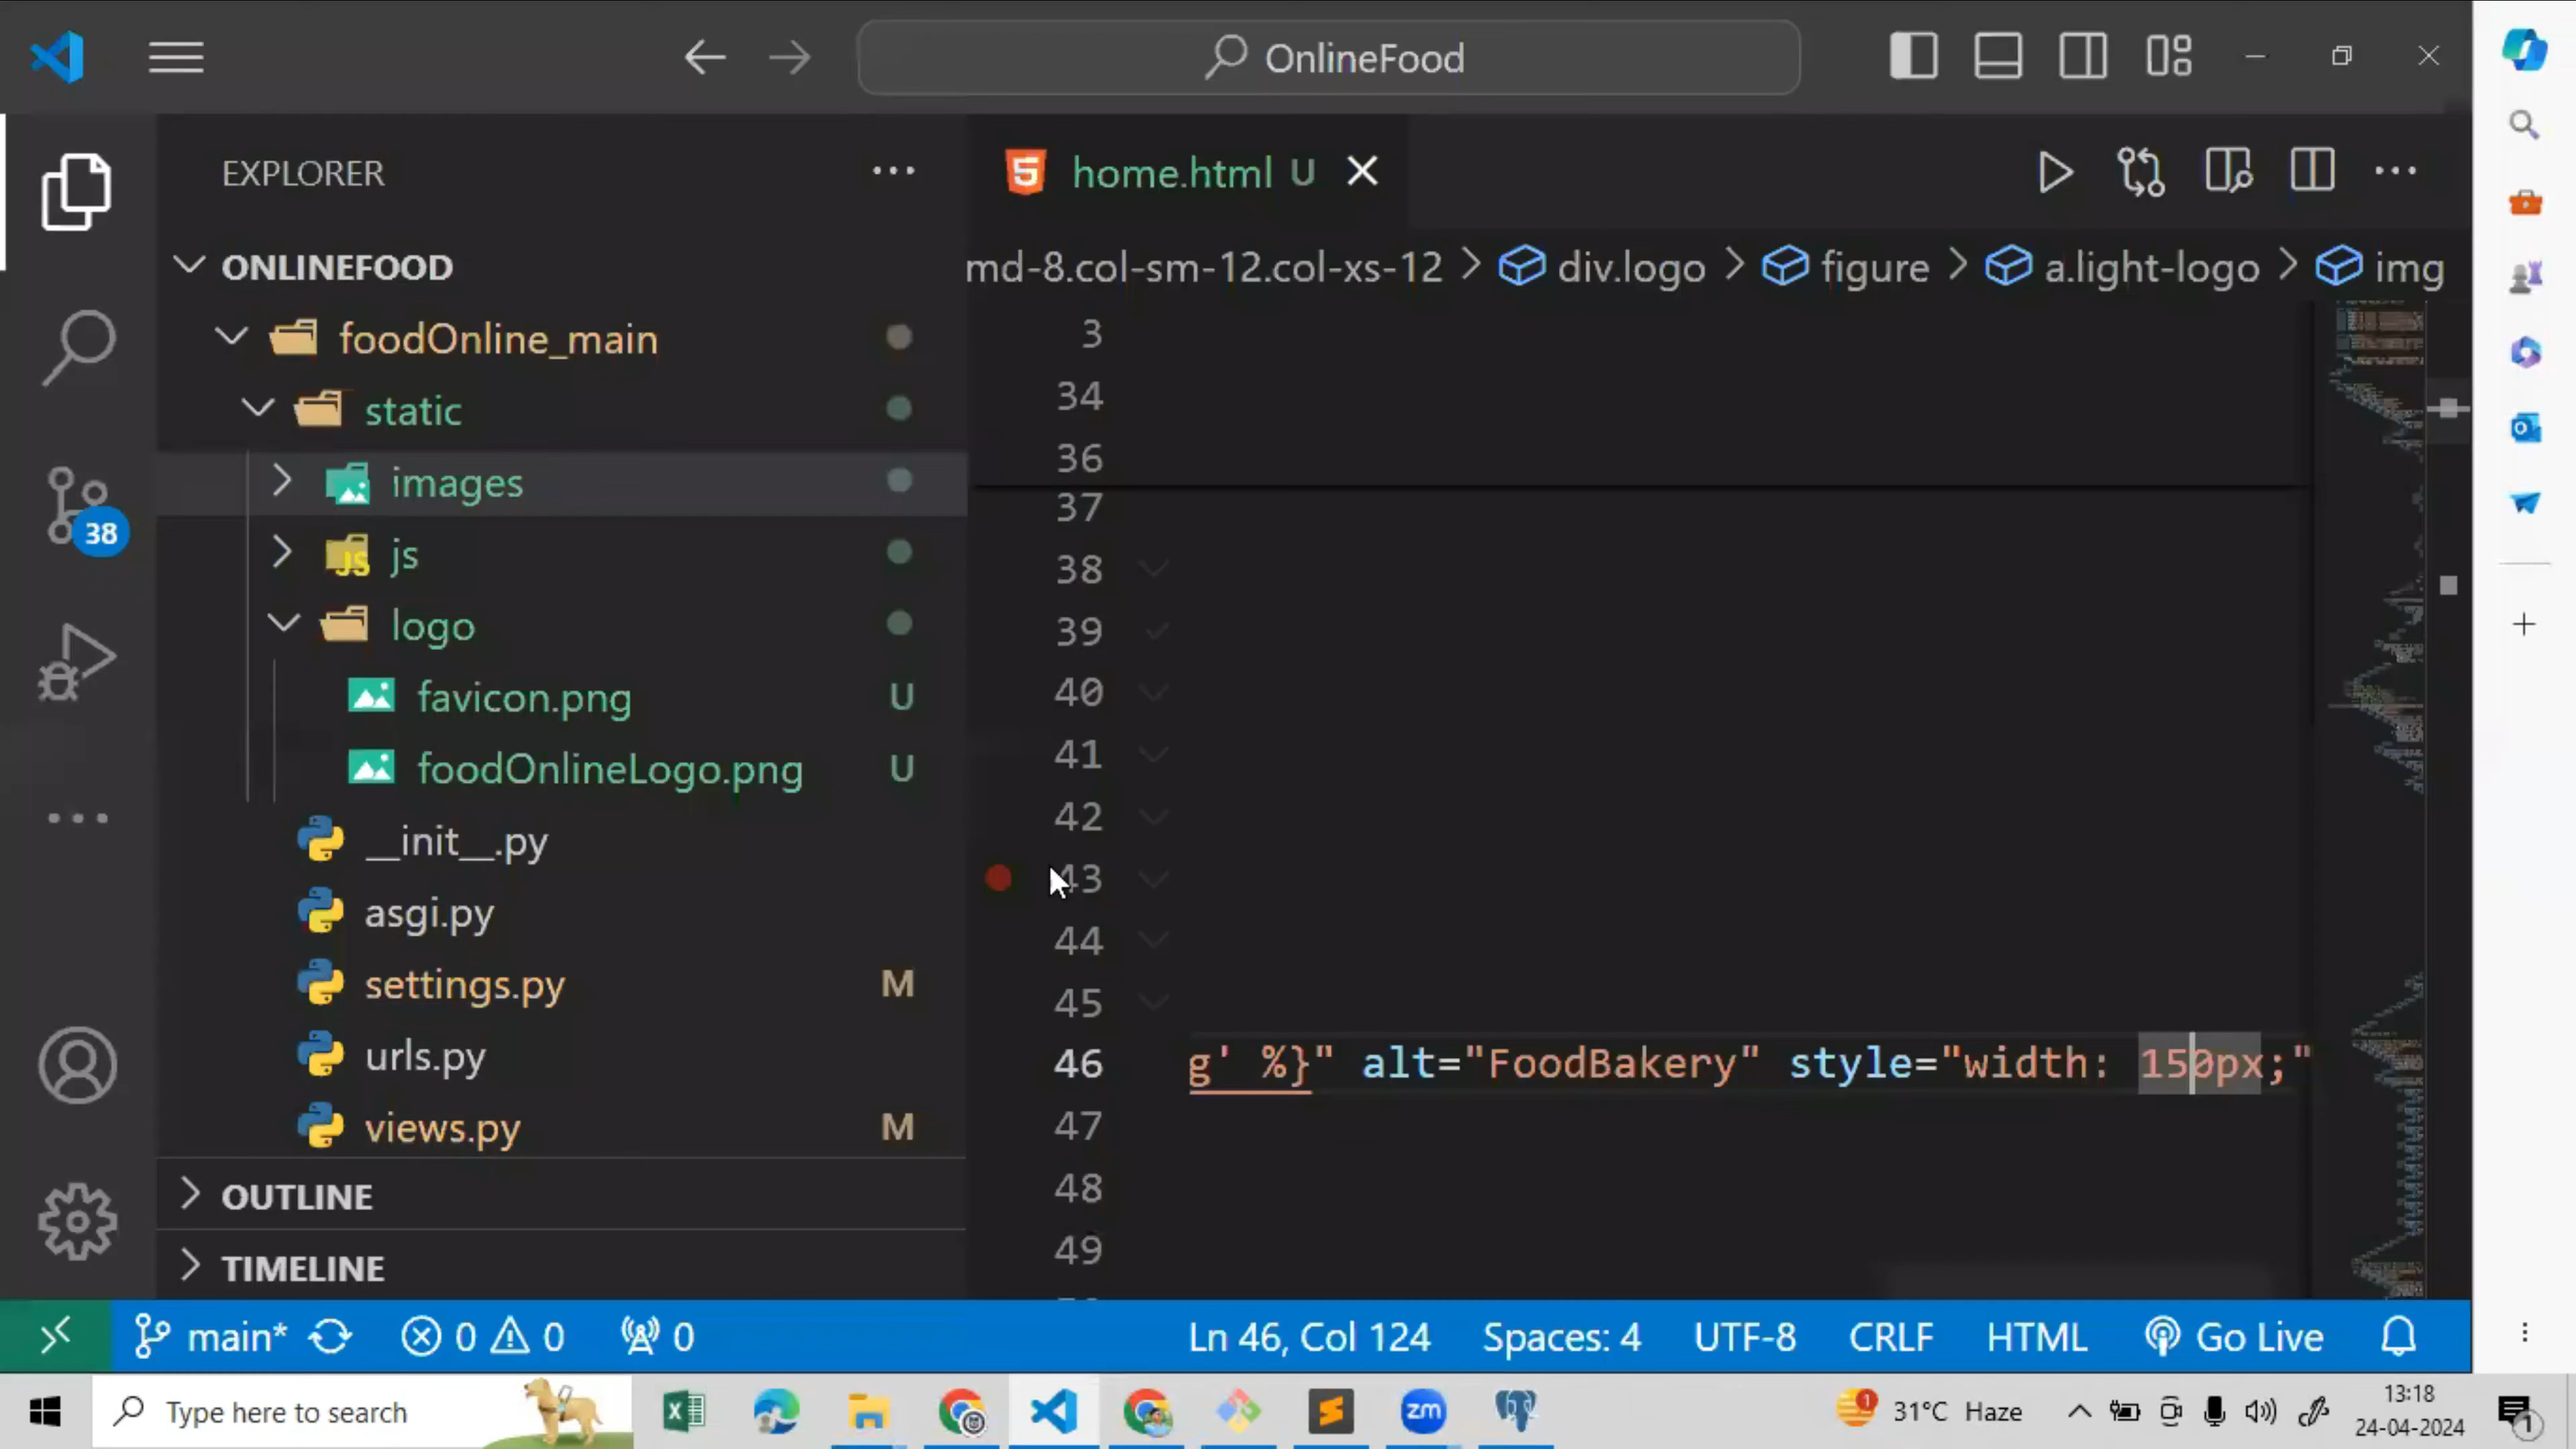 OnlineFood
EXPLORER
home.html U
ONLINEFOOD
md-8.col-sm-12.col-xs-12 > div.logo > figure > a.light-logo > img
foodOnline_main
static
images
js
logo
favicon.png U
foodOnlineLogo.png U
__init__.py
asgi.py
settings.py M
urls.py
views.py M
OUTLINE
TIMELINE
38
3
34
36
37
38
39
40
41
42
43
44
45
46 g' %}" alt="FoodBakery" style="width: 150px;"
47
48
49
main* 0 0 0 Ln 46, Col 124 Spaces: 4 UTF-8 CRLF HTML Go Live
Type here to search
zm
1
31°C Haze
13:18
24-04-2024
1